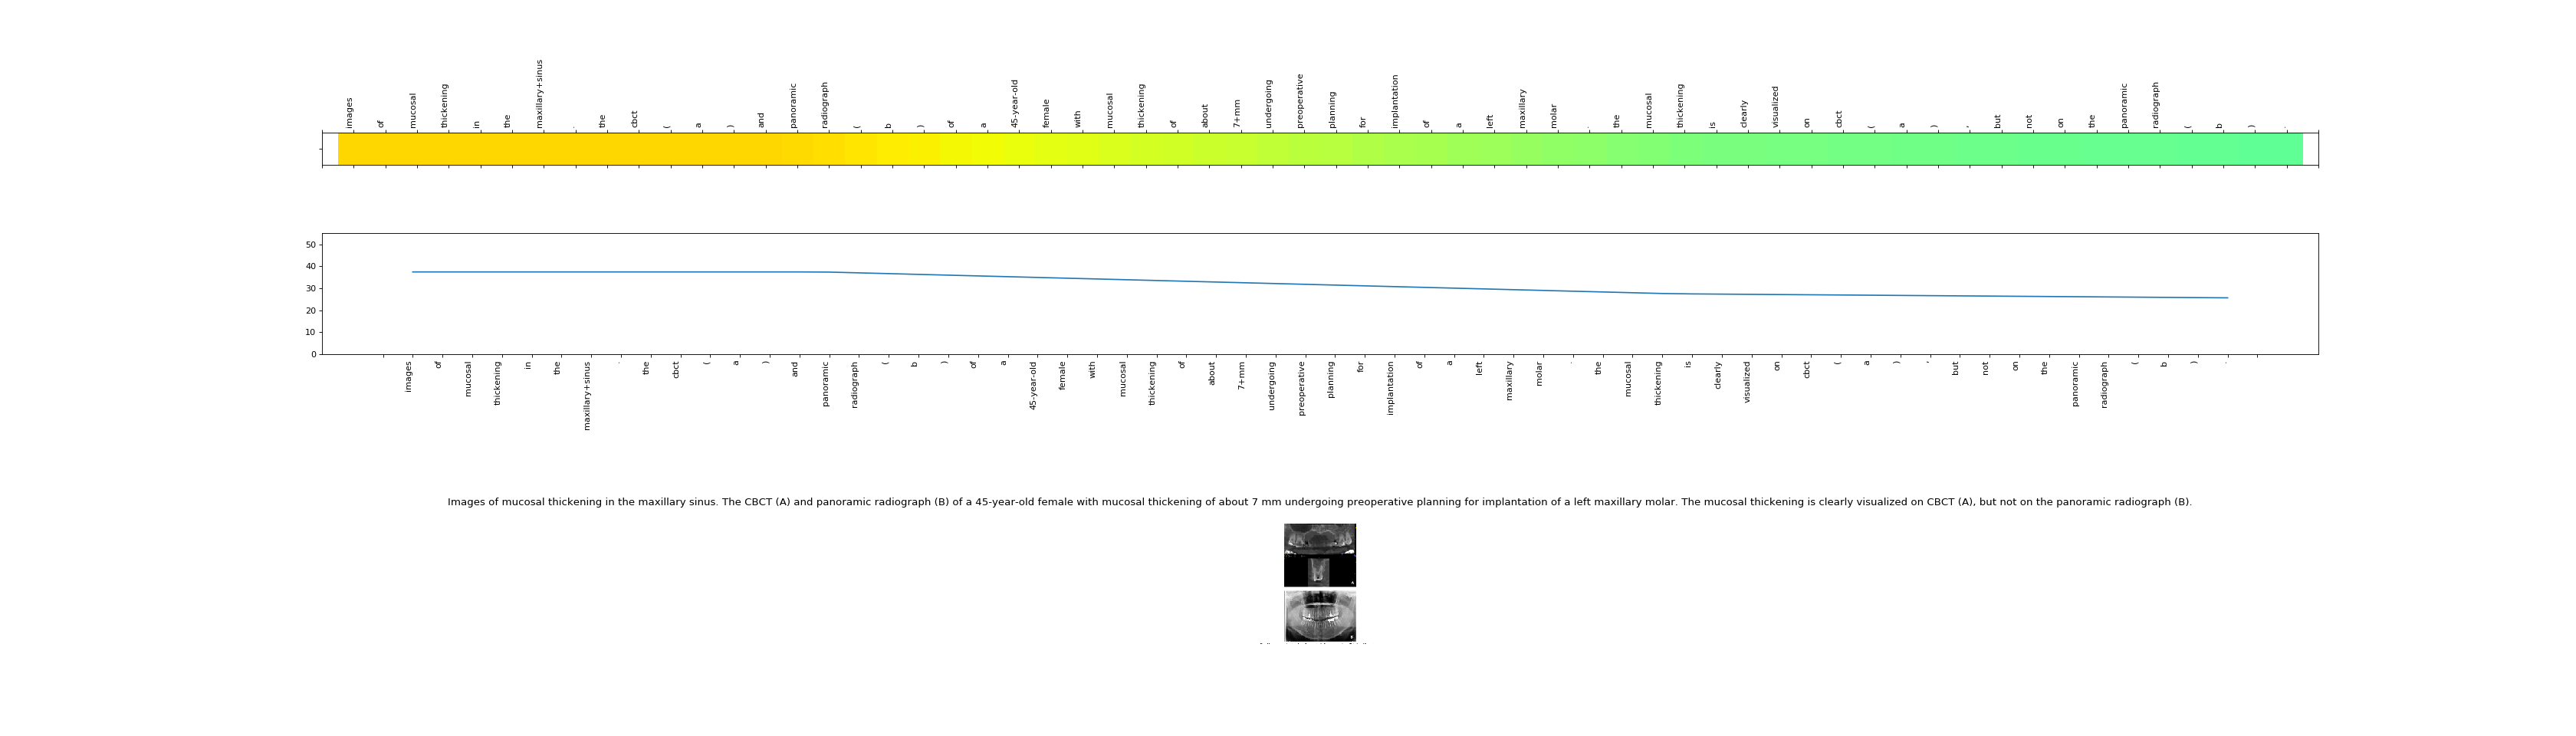 images of mucosal thickening in the maxillary+sinus . the cbct ( a ) and panoramic radiograph ( b ) of a 45-year-old female with mucosal thickening of about 7+mm undergoing preoperative planning for implantation of a left maxillary molar . the mucosal thickening is clearly visualized on cbct ( a ) , but not on the panoramic radiograph ( b ) .
50
40
30
20
10
0
images of mucosal thickening in the maxillary+sinus . the cbct ( a ) and panoramic radiograph ( b ) of a 45-year-old female with mucosal thickening of about 7+mm undergoing preoperative planning for implantation of a left maxillary molar . the mucosal thickening is clearly visualized on cbct ( a ) , but not on the panoramic radiograph ( b ) .
Images of mucosal thickening in the maxillary sinus. The CBCT (A) and panoramic radiograph (B) of a 45-year-old female with mucosal thickening of about 7 mm undergoing preoperative planning for implantation of a left maxillary molar. The mucosal thickening is clearly visualized on CBCT (A), but not on the panoramic radiograph (B).
A
B